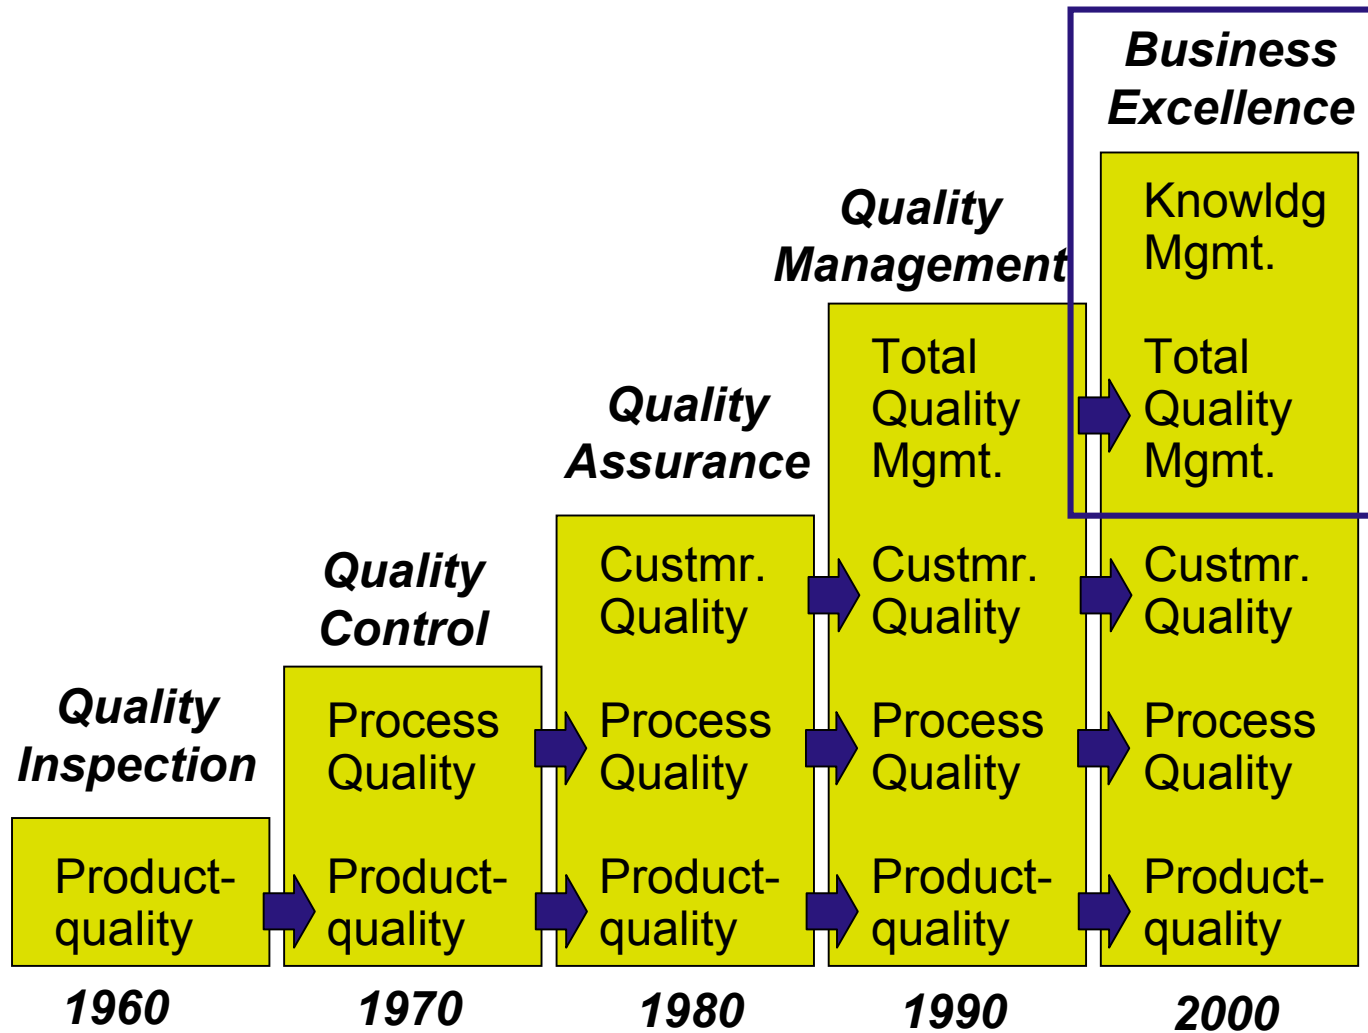 Quality
Inspection
Product-
quality
1960
Quality
Control
Process
Quality
Product-
quality
1970
Quality
Assurance
Custmr.
Quality
Process
Quality
Product-
quality
1980
Quality
Management
Total
Quality
Mgmt.
Custmr.
Quality
Process
Quality
Product-
quality
1990
Business
Excellence
Knowldg
Mgmt.
Total
Quality
Mgmt.
Custmr.
Quality
Process
Quality
Product-
quality
2000